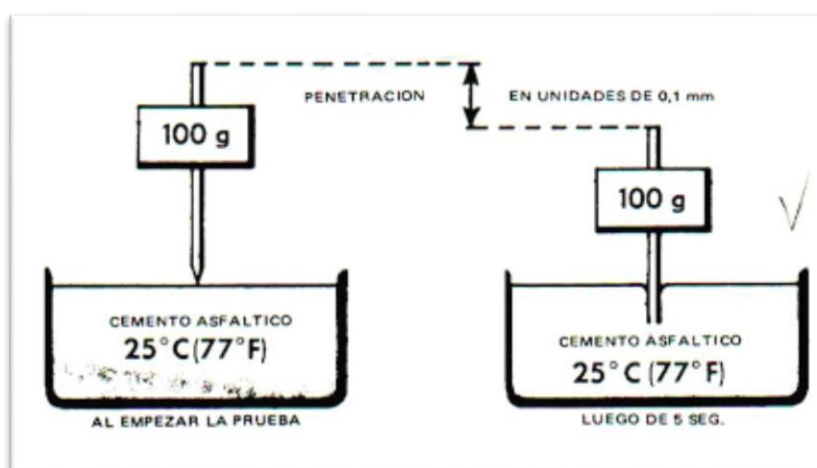 PENETRACION
EN UNIDADES DE 0,1 mm
100 g
100 g
CEMENTO ASFALTICO
25°C(77°F)
CEMENTO ASFALTICO
25°C (77°F)
AL EMPEZAR LA PRUEBA
LUEGO DE 5 SEG.